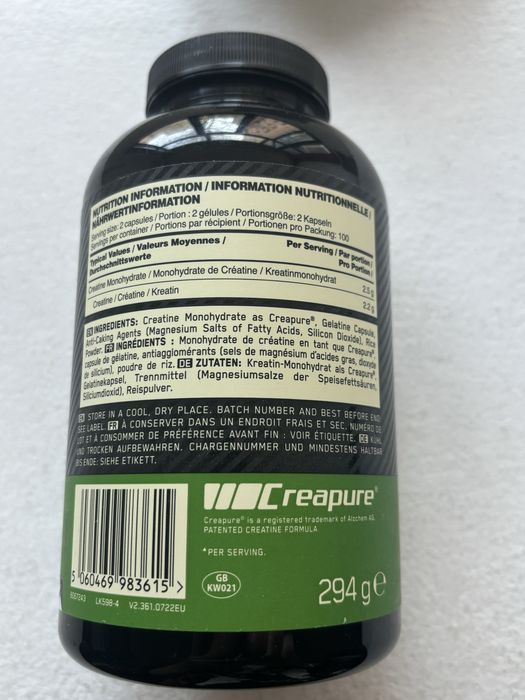 NUTRITION INFORMATION / INFORMATION NUTRITIONNELLE /
NÄHRWERTINFORMATION
Serving size: 2 capsules / Portion : 2 gélules / Portionsgröße: 2 Kapseln
Servings per container / Portions par récipient / Portionen pro Packung: 100
Typical Values / Valeurs Moyennes / Per Serving / Par portion /
Durchschnittswerte Pro Portion
Creatine Monohydrate / Monohydrate de Créatine / Kreatinmonohydrat 2.5 g
Creatine / Créatine / Kreatin 2.2 g
EN INGREDIENTS: Creatine Monohydrate as Creapure®, Gelatine Capsule,
Anti-Caking Agents (Magnesium Salts of Fatty Acids, Silicon Dioxide), Rice
Powder. FR INGRÉDIENTS : Monohydrate de créatine en tant que Creapure®,
capsule de gélatine, antiagglomérants (sels de magnésium d'acides gras, dioxyde
de silicium), poudre de riz. DE ZUTATEN: Kreatin-Monohydrat als Creapure®,
Gelatinekapsel, Trennmittel (Magnesiumsalze der Speisefettsäuren,
Siliciumdioxid), Reispulver.
EN STORE IN A COOL, DRY PLACE. BATCH NUMBER AND BEST BEFORE END:
SEE LABEL. FR À CONSERVER DANS UN ENDROIT FRAIS ET SEC. NUMÉRO DE
LOT ET À CONSOMMER DE PRÉFÉRENCE AVANT FIN : VOIR ÉTIQUETTE. DE KÜHL
UND TROCKEN AUFBEWAHREN. CHARGENNUMMER UND MINDESTENS HALTBAR
BIS ENDE: SIEHE ETIKETT.
Creapure®
Creapure® is a registered trademark of Alzchem AG.
PATENTED CREATINE FORMULA
*PER SERVING.
GB
KW021
294 g e
5 060469 983615 >
LK598-4 V2.361.0722EU